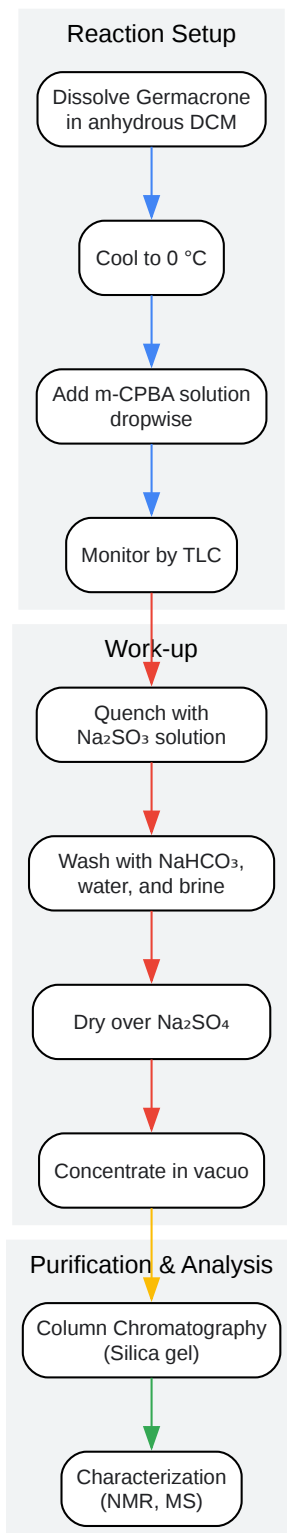 Reaction Setup
Dissolve Germacrone
in anhydrous DCM
Cool to 0 °C
Add m-CPBA solution
dropwise
Monitor by TLC
Work-up
Quench with
Na₂SO₃ solution
Wash with NaHCO₃,
water, and brine
Dry over Na₂SO₄
Concentrate in vacuo
Purification & Analysis
Column Chromatography
(Silica gel)
Characterization
(NMR, MS)